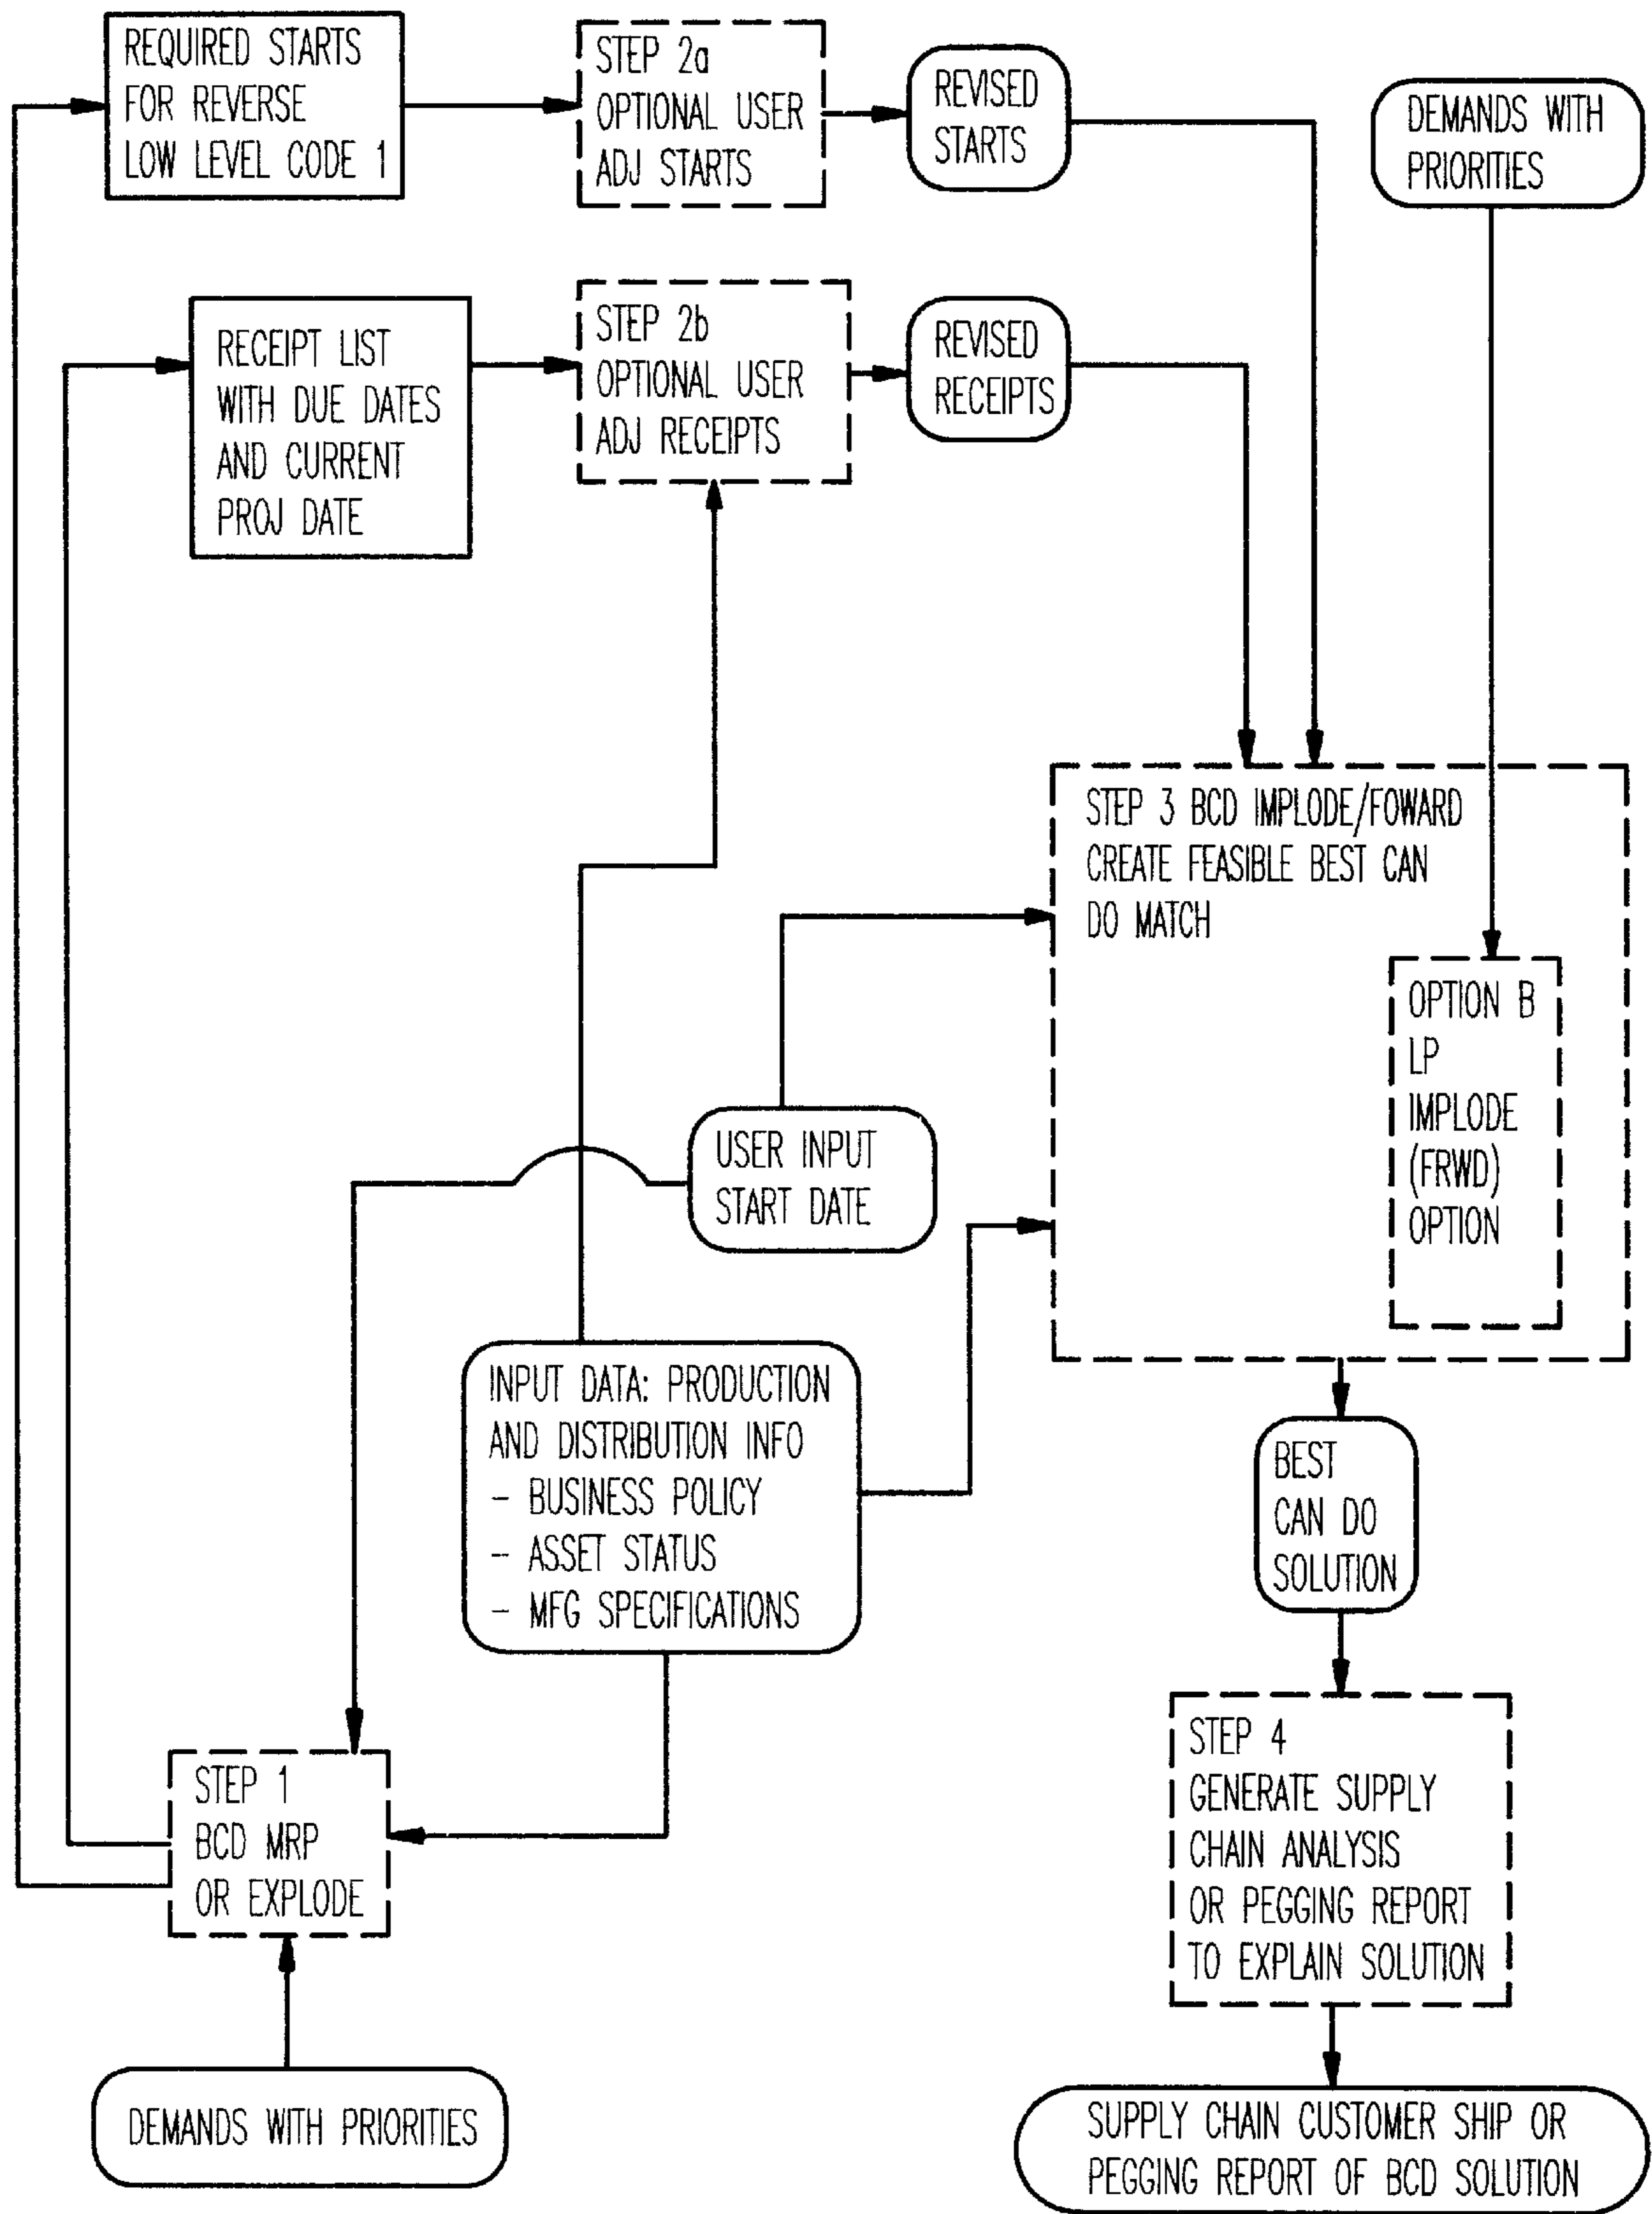 REQUIRED STARTS
FOR REVERSE
LOW LEVEL CODE 1
STEP 2a
OPTIONAL USER
ADJ STARTS
REVISED
STARTS
DEMANDS WITH
PRIORITIES
RECEIPT LIST
WITH DUE DATES
AND CURRENT
PROJ DATE
STEP 2b
OPTIONAL USER
ADJ RECEIPTS
REVISED
RECEIPTS
STEP 3 BCD IMPLODE/FOWARD
CREATE FEASIBLE BEST CAN
DO MATCH
OPTION B
LP
IMPLODE
(FRWD)
OPTION
USER INPUT
START DATE
INPUT DATA: PRODUCTION
AND DISTRIBUTION INFO
- BUSINESS POLICY
- ASSET STATUS
- MFG SPECIFICATIONS
BEST
CAN DO
SOLUTION
STEP 1
BCD MRP
OR EXPLODE
STEP 4
GENERATE SUPPLY
CHAIN ANALYSIS
OR PEGGING REPORT
TO EXPLAIN SOLUTION
DEMANDS WITH PRIORITIES
SUPPLY CHAIN CUSTOMER SHIP OR
PEGGING REPORT OF BCD SOLUTION